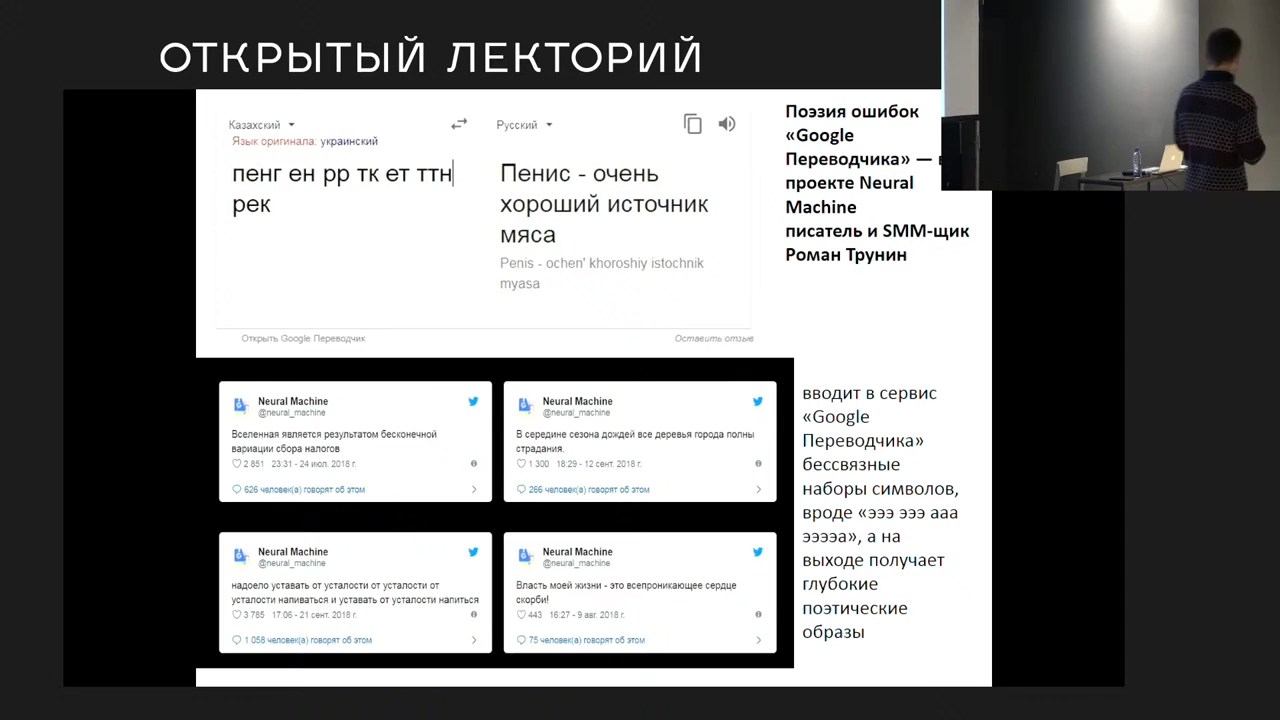 ОТКРЫТЫЙ ЛЕКТОРИЙ
Казахский
Русский
Язык оригинала: украинский
пенг ен рр тк ет ттн
рек
Пенис - очень
хороший источник
мяса
Penis - ochen' khoroshiy istochnik
myasa
Открыть Google Переводчик
Оставить отзыв
Поэзия ошибок
«Google
Переводчика» —
проекте Neural
Machine
писатель и SMM-щик
Роман Трунин
Neural Machine
@neural_machine
Вселенная является результатом бесконечной
вариации сбора налогов
2 851 23:31 - 24 июл. 2018 г.
626 человек(а) говорят об этом
Neural Machine
@neural_machine
В середине сезона дождей все деревья города полны
страдания.
1 300 18:29 - 12 сент. 2018 г.
266 человек(а) говорят об этом
Neural Machine
@neural_machine
надоело уставать от усталости от усталости от
усталости напиваться и уставать от усталости напиться
3 785 17:06 - 21 сент. 2018 г.
1 058 человек(а) говорят об этом
Neural Machine
@neural_machine
Власть моей жизни - это всепроникающее сердце
скорби!
443 16:27 - 9 авг. 2018 г.
75 человек(а) говорят об этом
вводит в сервис
«Google
Переводчика»
бессвязные
наборы символов,
вроде «эээ эээ ааа
эээээа», а на
выходе получает
глубокие
поэтические
образы